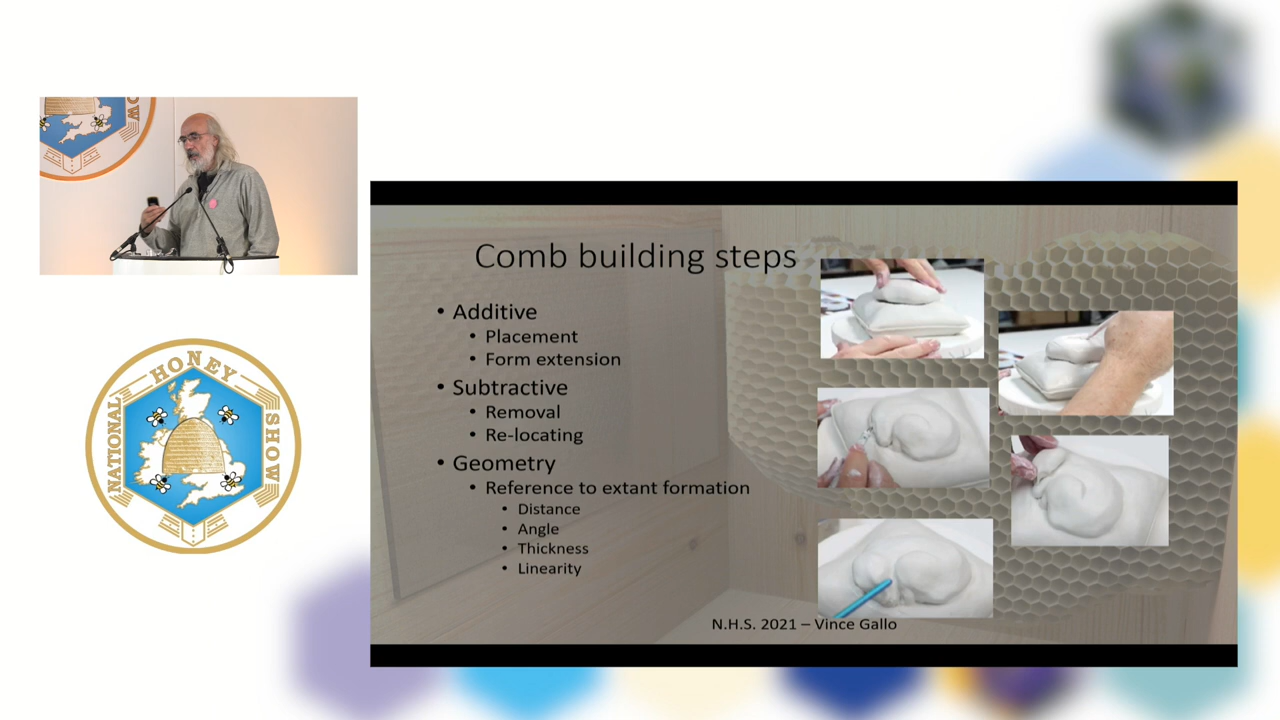 OW
NATIONAL HONEY SHOW
Comb building steps
• Additive
• Placement
• Form extension
• Subtractive
• Removal
• Re-locating
• Geometry
• Reference to extant formation
• Distance
• Angle
• Thickness
• Linearity
N.H.S. 2021 – Vince Gallo